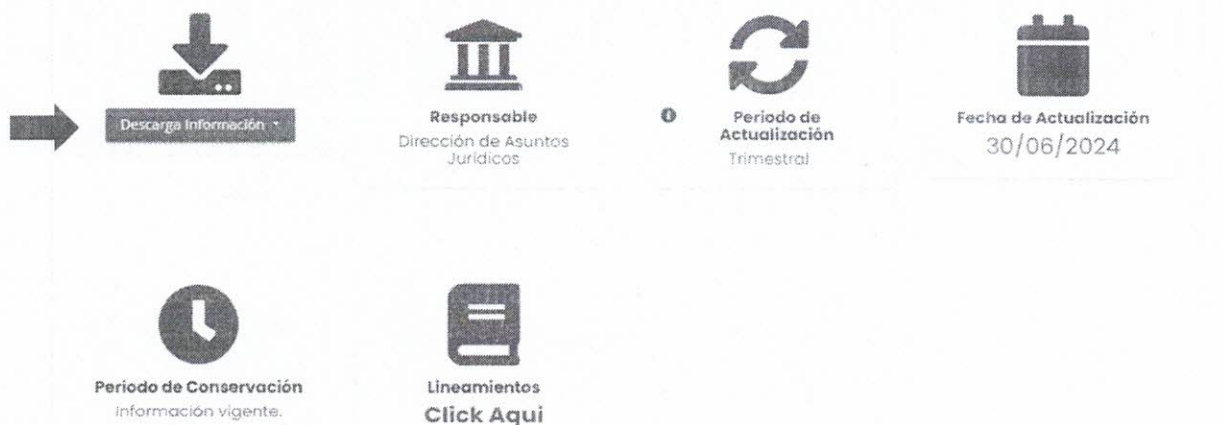 Descarga Información
Responsable
Dirección de Asuntos
Jurídicos
Periodo de
Actualización
Trimestral
Fecha de Actualización
30/06/2024
Periodo de Conservación
Información vigente.
Lineamientos
Click Aqui